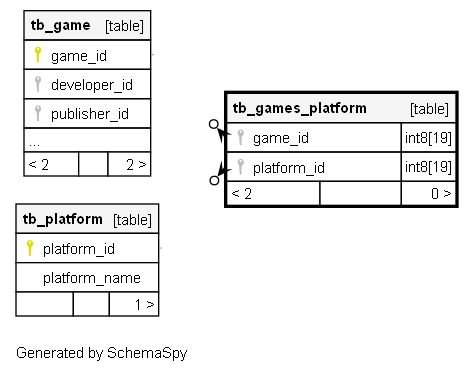 tb_game [table]
game_id
developer_id
publisher_id
...
< 2 2 >
tb_games_platform [table]
game_id int8[19]
platform_id int8[19]
< 2 0 >
tb_platform [table]
platform_id
platform_name
1 >
Generated by SchemaSpy